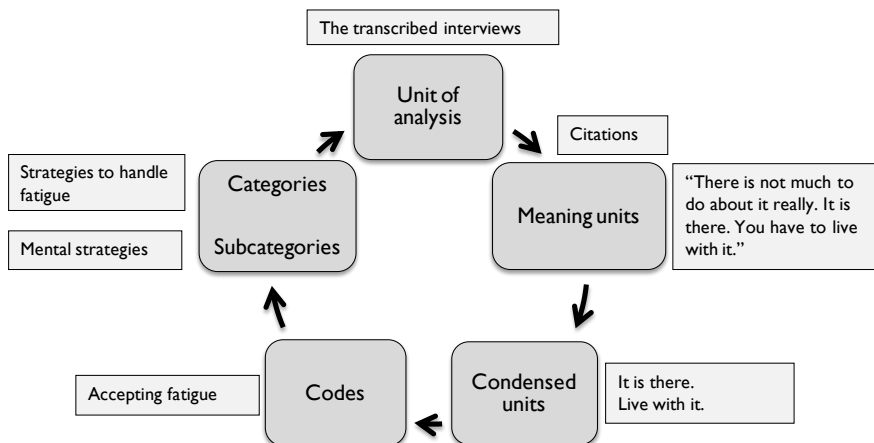 The transcribed interviews
Unit of
analysis
Citations
Meaning units
“There is not much to
do about it really. It is
there. You have to live
with it.”
Condensed
units
It is there.
Live with it.
Codes
Accepting fatigue
Categories
Subcategories
Strategies to handle
fatigue
Mental strategies